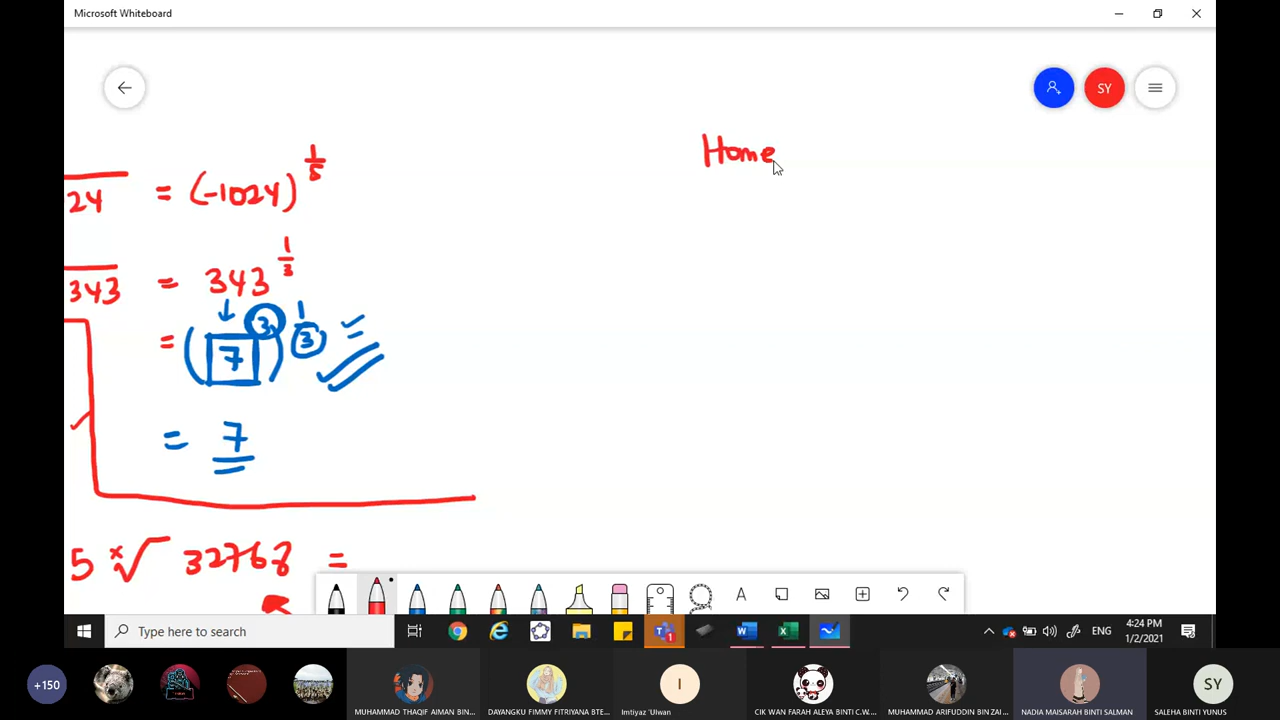 Microsoft Whiteboard
SY
Home
24 = (-1024)^1/5
343 = 343^1/3
= (7^3)^1/3 =
= 7
5 x√ 32768 =
A
Type here to search
ENG
4:24 PM
1/2/2021
+150
I
SY
MUHAMMAD THAQIF AIMAN BIN...
DAYANGKU FIMMY FITRIYANA BTE...
Imtiyaz 'Ulwan
CIK WAN FARAH ALEYA BINTI C.W...
MUHAMMAD ARIFUDDIN BIN ZAI...
NADIA MAISARAH BINTI SALMAN
SALEHA BINTI YUNUS